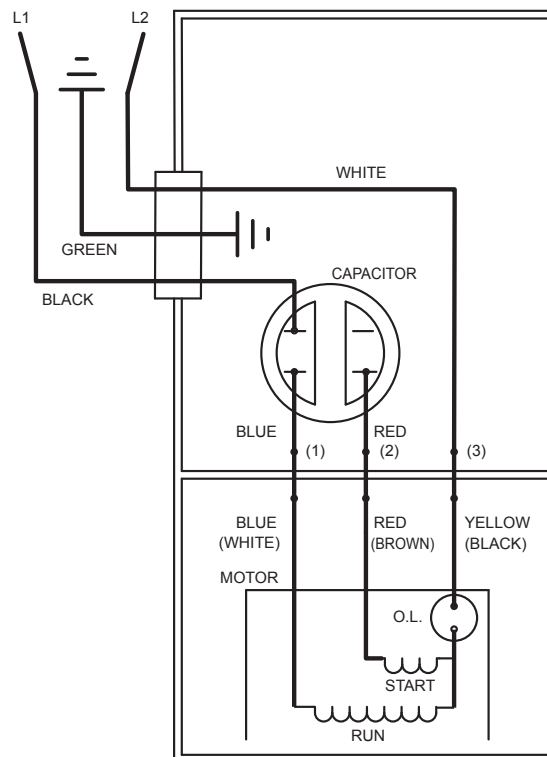 L1
L2
WHITE
GREEN
CAPACITOR
BLACK
BLUE
RED
(1)
(2)
(3)
BLUE
(WHITE)
RED
(BROWN)
YELLOW
(BLACK)
MOTOR
O.L.
START
RUN